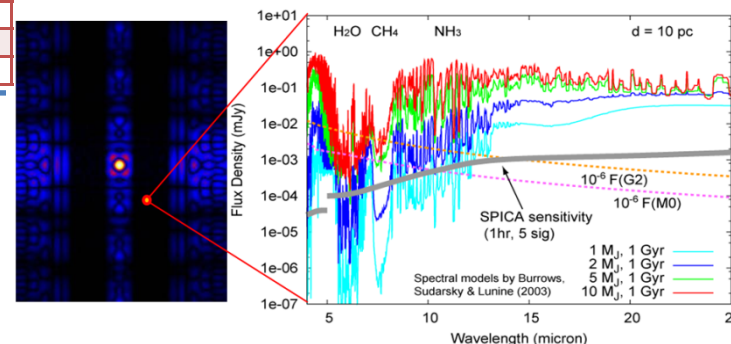 1e+01
1e+00
1e-01
1e-02
1e-03
1e-04
1e-05
1e-06
1e-07
Flux Density (mJy)
H₂O CH₄ NH₃ d = 10 pc
10⁻⁶ F(G2)
10⁻⁶ F(M0)
SPICA sensitivity
(1hr, 5 sig)
1 MJ, 1 Gyr
2 MJ, 1 Gyr
5 MJ, 1 Gyr
10 MJ, 1 Gyr
Spectral models by Burrows,
Sudarsky & Lunine (2003)
5 10 15 20 25
Wavelength (micron)